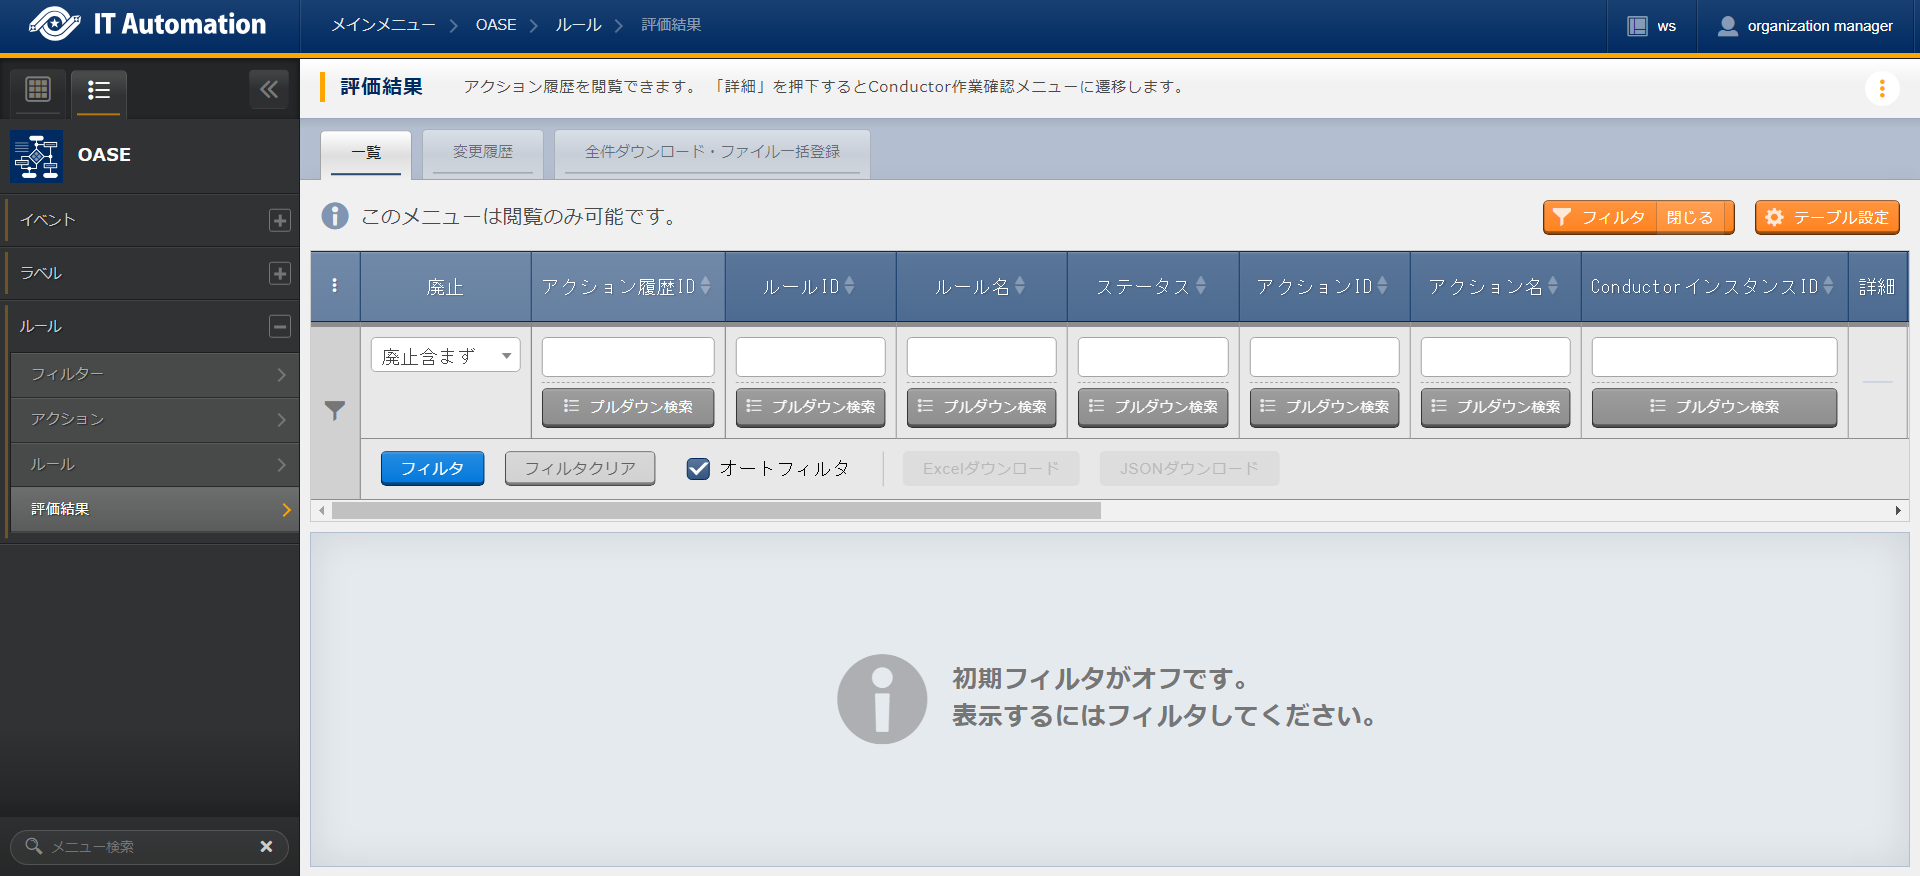 IT Automation
メインメニュー
OASE
ルール
評価結果
ws
organization manager
評価結果
アクション履歴を閲覧できます。 「詳細」を押下するとConductor作業確認メニューに遷移します。
OASE
イベント
ラベル
ルール
フィルター
アクション
ルール
評価結果
メニュー検索
一覧
変更履歴
全件ダウンロード・ファイル一括登録
このメニューは閲覧のみ可能です。
フィルタ
閉じる
テーブル設定
廃止
アクション履歴ID
ルールID
ルール名
ステータス
アクションID
アクション名
ConductorインスタンスID
詳細
廃止含まず
プルダウン検索
プルダウン検索
プルダウン検索
プルダウン検索
プルダウン検索
プルダウン検索
プルダウン検索
フィルタ
フィルタクリア
オートフィルタ
Excelダウンロード
JSONダウンロード
初期フィルタがオフです。
表示するにはフィルタしてください。